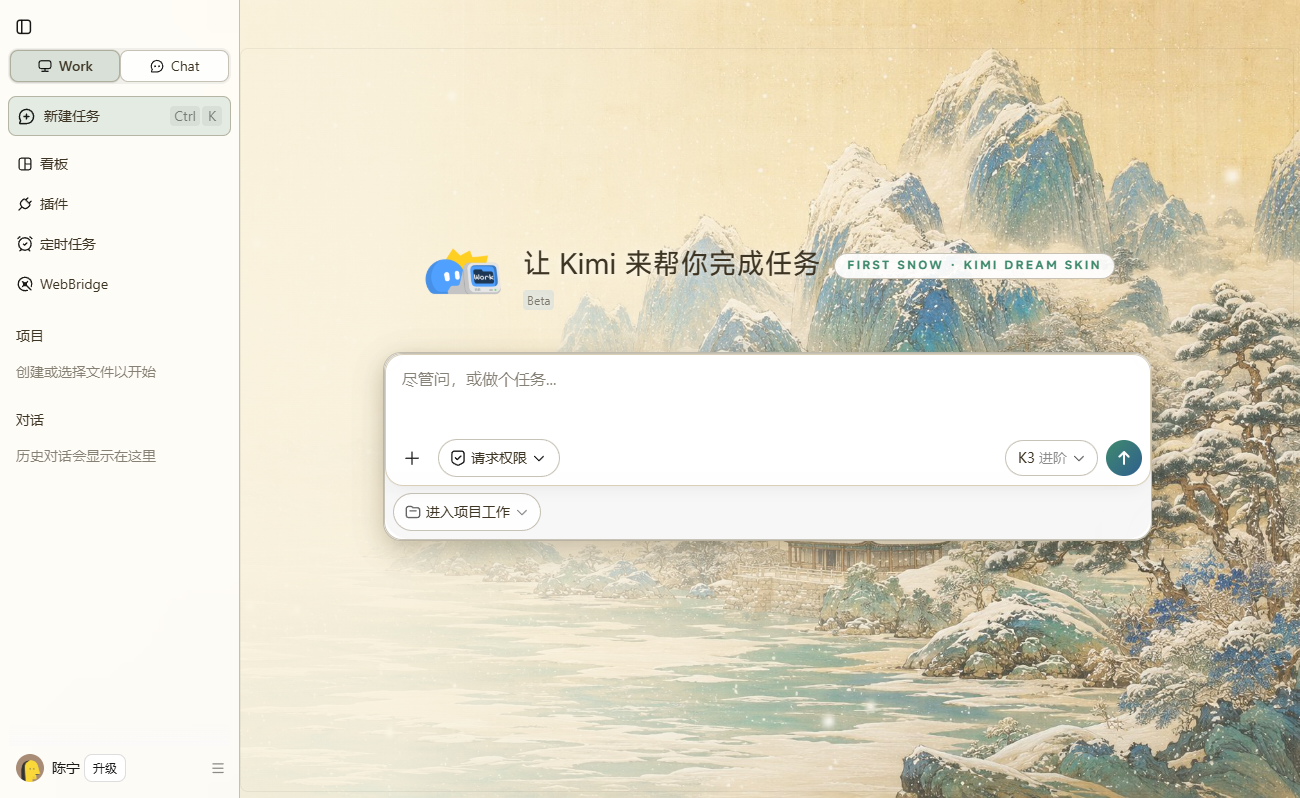 Work
Chat
新建任务 Ctrl K
看板
插件
定时任务
WebBridge
项目
创建或选择文件以开始
对话
历史对话会显示在这里
陈宁 升级
Work
让 Kimi 来帮你完成任务
FIRST SNOW · KIMI DREAM SKIN
Beta
尽管问，或做个任务...
请求权限
K3 进阶
进入项目工作